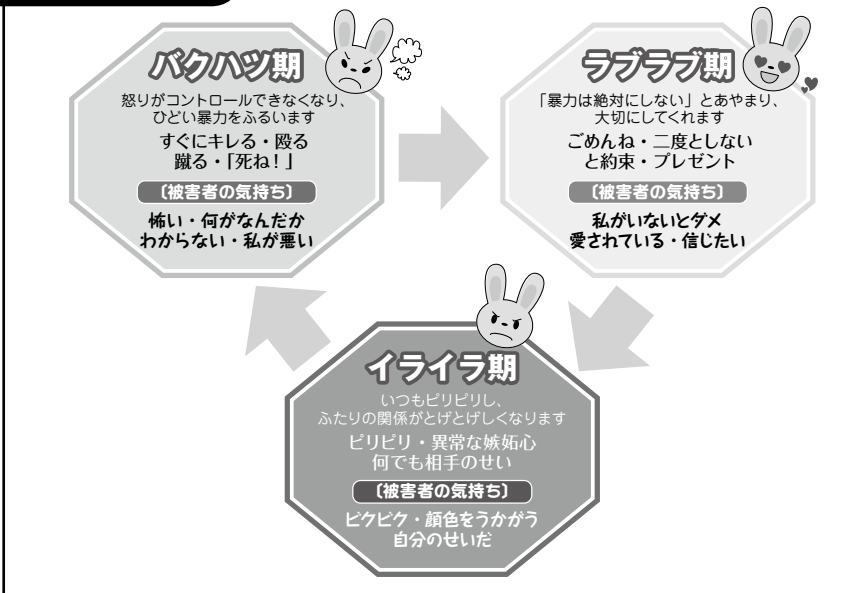 バクハツ期
怒りがコントロールできなくなり、
ひどい暴力をふるいます
すぐにキレる・殴る
蹴る・「死ね！」
〔被害者の気持ち〕
怖い・何がなんだか
わからない・私が悪い
ラブラブ期
「暴力は絶対にしない」とあやまり、
大切にしてくれます
ごめんね・二度としない
と約束・プレゼント
〔被害者の気持ち〕
私がいないとダメ
愛されている・信じたい
イライラ期
いつもピリピリし、
ふたりの関係がとげとげしくなります
ピリピリ・異常な嫉妬心
何でも相手のせい
〔被害者の気持ち〕
ビクビク・顔色をうかがう
自分のせいだ